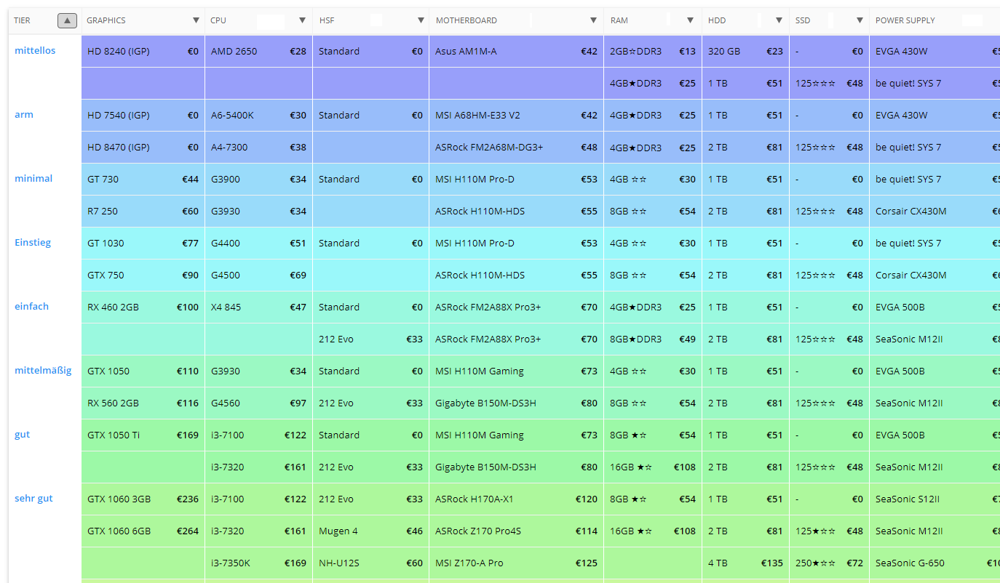 TIER ▲ GRAPHICS ▼ CPU ▼ HSF ▼ MOTHERBOARD ▼ RAM ▼ HDD ▼ SSD ▼ POWER SUPPLY
mittellos HD 8240 (IGP) €0 AMD 2650 €28 Standard €0 Asus AM1M-A €42 2GB☆DDR3 €13 320 GB €23 - €0 EVGA 430W
4GB★DDR3 €25 1 TB €51 125☆☆☆ €48 be quiet! SYS 7
arm HD 7540 (IGP) €0 A6-5400K €30 Standard €0 MSI A68HM-E33 V2 €42 4GB★DDR3 €25 1 TB €51 - €0 EVGA 430W
HD 8470 (IGP) €0 A4-7300 €38 ASRock FM2A68M-DG3+ €48 4GB★DDR3 €25 2 TB €81 125☆☆☆ €48 be quiet! SYS 7
minimal GT 730 €44 G3900 €34 Standard €0 MSI H110M Pro-D €53 4GB ☆☆ €30 1 TB €51 - €0 be quiet! SYS 7
R7 250 €60 G3930 €34 ASRock H110M-HDS €55 8GB ☆☆ €54 2 TB €81 125☆☆☆ €48 Corsair CX430M
Einstieg GT 1030 €77 G4400 €51 Standard €0 MSI H110M Pro-D €53 4GB ☆☆ €30 1 TB €51 - €0 be quiet! SYS 7
GTX 750 €90 G4500 €69 ASRock H110M-HDS €55 8GB ☆☆ €54 2 TB €81 125☆☆☆ €48 Corsair CX430M
einfach RX 460 2GB €100 X4 845 €47 Standard €0 ASRock FM2A88X Pro3+ €70 4GB★DDR3 €25 1 TB €51 - €0 EVGA 500B
212 Evo €33 ASRock FM2A88X Pro3+ €70 8GB★DDR3 €49 2 TB €81 125☆☆☆ €48 SeaSonic M12II
mittelmäßig GTX 1050 €110 G3930 €34 Standard €0 MSI H110M Gaming €73 4GB ☆☆ €30 1 TB €51 - €0 EVGA 500B
RX 560 2GB €116 G4560 €97 212 Evo €33 Gigabyte B150M-DS3H €80 8GB ☆☆ €54 2 TB €81 125☆☆☆ €48 SeaSonic M12II
gut GTX 1050 Ti €169 i3-7100 €122 Standard €0 MSI H110M Gaming €73 8GB ★☆ €54 1 TB €51 - €0 EVGA 500B
i3-7320 €161 212 Evo €33 Gigabyte B150M-DS3H €80 16GB ★☆ €108 2 TB €81 125☆☆☆ €48 SeaSonic M12II
sehr gut GTX 1060 3GB €236 i3-7100 €122 212 Evo €33 ASRock H170A-X1 €120 8GB ★☆ €54 1 TB €51 - €0 SeaSonic S12II
GTX 1060 6GB €264 i3-7320 €161 Mugen 4 €46 ASRock Z170 Pro4S €114 16GB ★☆ €108 2 TB €81 125★☆☆ €48 SeaSonic M12II
i3-7350K €169 NH-U12S €60 MSI Z170-A Pro €125 4 TB €135 250★☆☆ €72 SeaSonic G-650